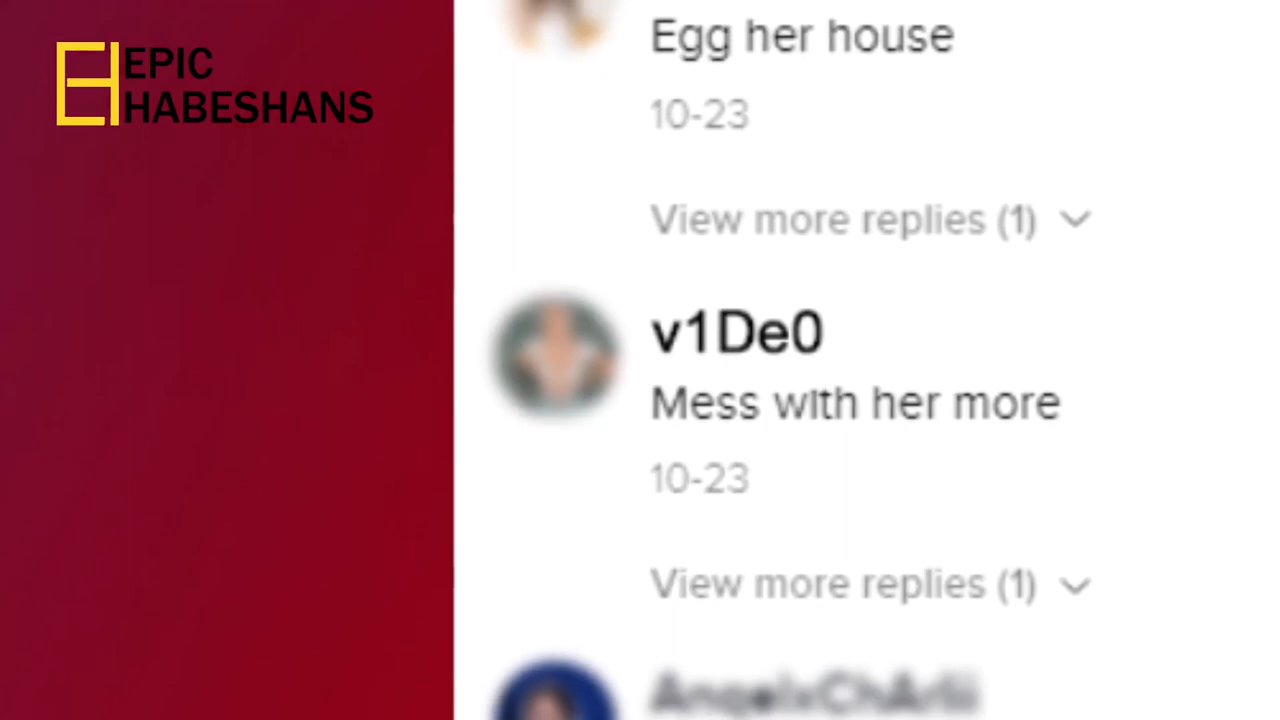 EPIC
HABESHANS
Egg her house
10-23
View more replies (1)
v1De0
Mess with her more
10-23
View more replies (1)